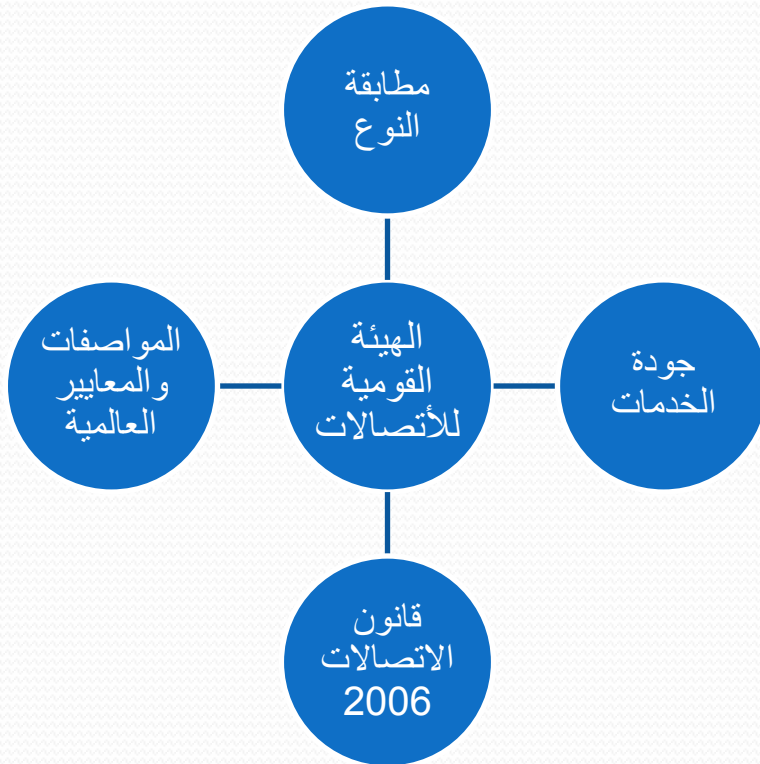 مطابقة
النوع
المواصفات
والمعايير
العالمية
الهيئة
القومية
للأتصالات
جودة
الخدمات
قانون
الاتصالات
2006